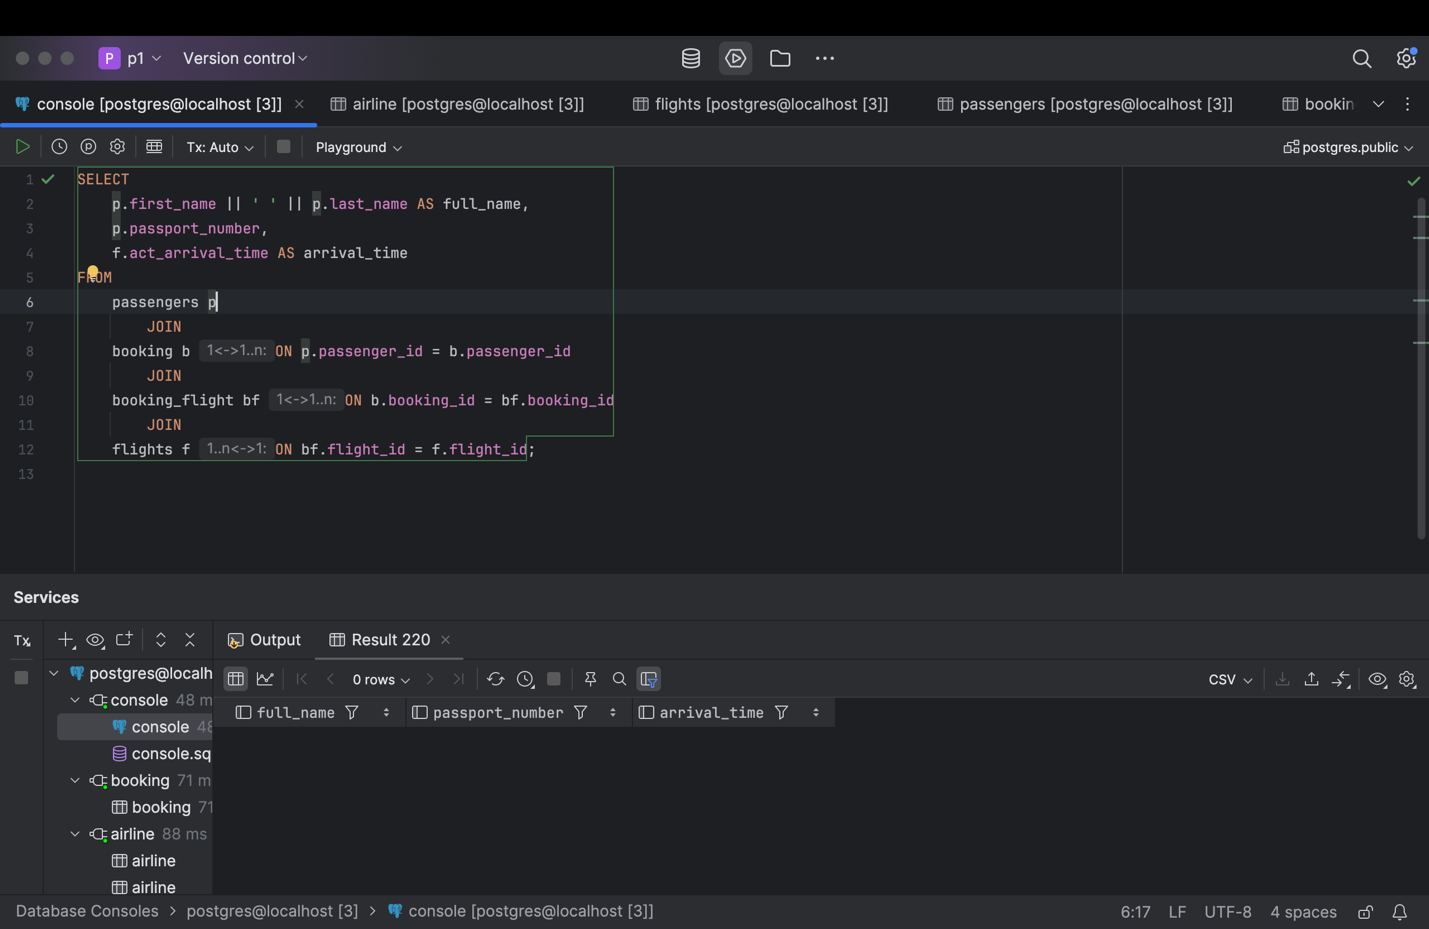 P p1 Version control
console [postgres@localhost [3]] airline [postgres@localhost [3]] flights [postgres@localhost [3]] passengers [postgres@localhost [3]] bookin
Tx: Auto Playground postgres.public
1 SELECT
2 p.first_name || ' ' || p.last_name AS full_name,
3 p.passport_number,
4 f.act_arrival_time AS arrival_time
5 FROM
6 passengers p
7 JOIN
8 booking b 1<->1..n: ON p.passenger_id = b.passenger_id
9 JOIN
10 booking_flight bf 1<->1..n: ON b.booking_id = bf.booking_id
11 JOIN
12 flights f 1..n<->1: ON bf.flight_id = f.flight_id;
13
Services
Tx Output Result 220
postgres@localh 0 rows CSV
console 48 m
full_name passport_number arrival_time
console 48
console.sq
booking 71 m
booking 71
airline 88 ms
airline
airline
Database Consoles > postgres@localhost [3] > console [postgres@localhost [3]] 6:17 LF UTF-8 4 spaces